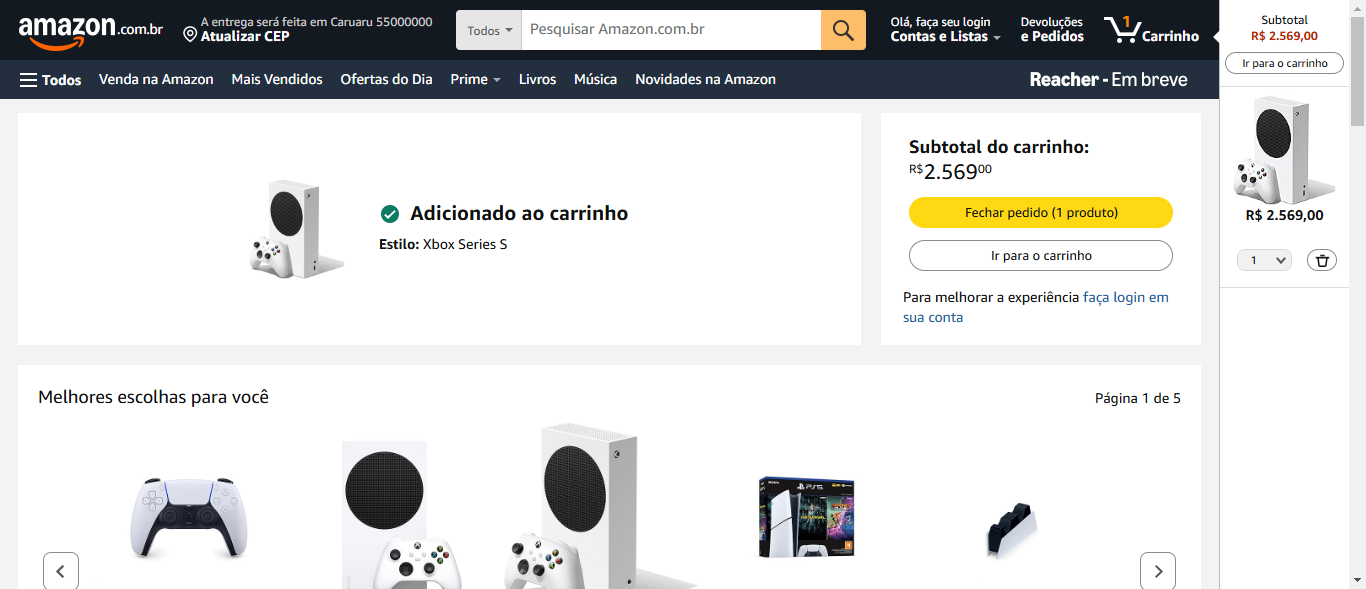 amazon.com.br
A entrega será feita em Caruaru 55000000
Atualizar CEP
Todos
Pesquisar Amazon.com.br
Olá, faça seu login
Contas e Listas
Devoluções
e Pedidos
1
Carrinho
Subtotal
R$ 2.569,00
Ir para o carrinho
Todos
Venda na Amazon
Mais Vendidos
Ofertas do Dia
Prime
Livros
Música
Novidades na Amazon
Reacher - Em breve
Adicionado ao carrinho
Estilo: Xbox Series S
Subtotal do carrinho:
R$2.56900
Fechar pedido (1 produto)
Ir para o carrinho
Para melhorar a experiência faça login em
sua conta
R$ 2.569,00
1
Melhores escolhas para você
Página 1 de 5
PS5